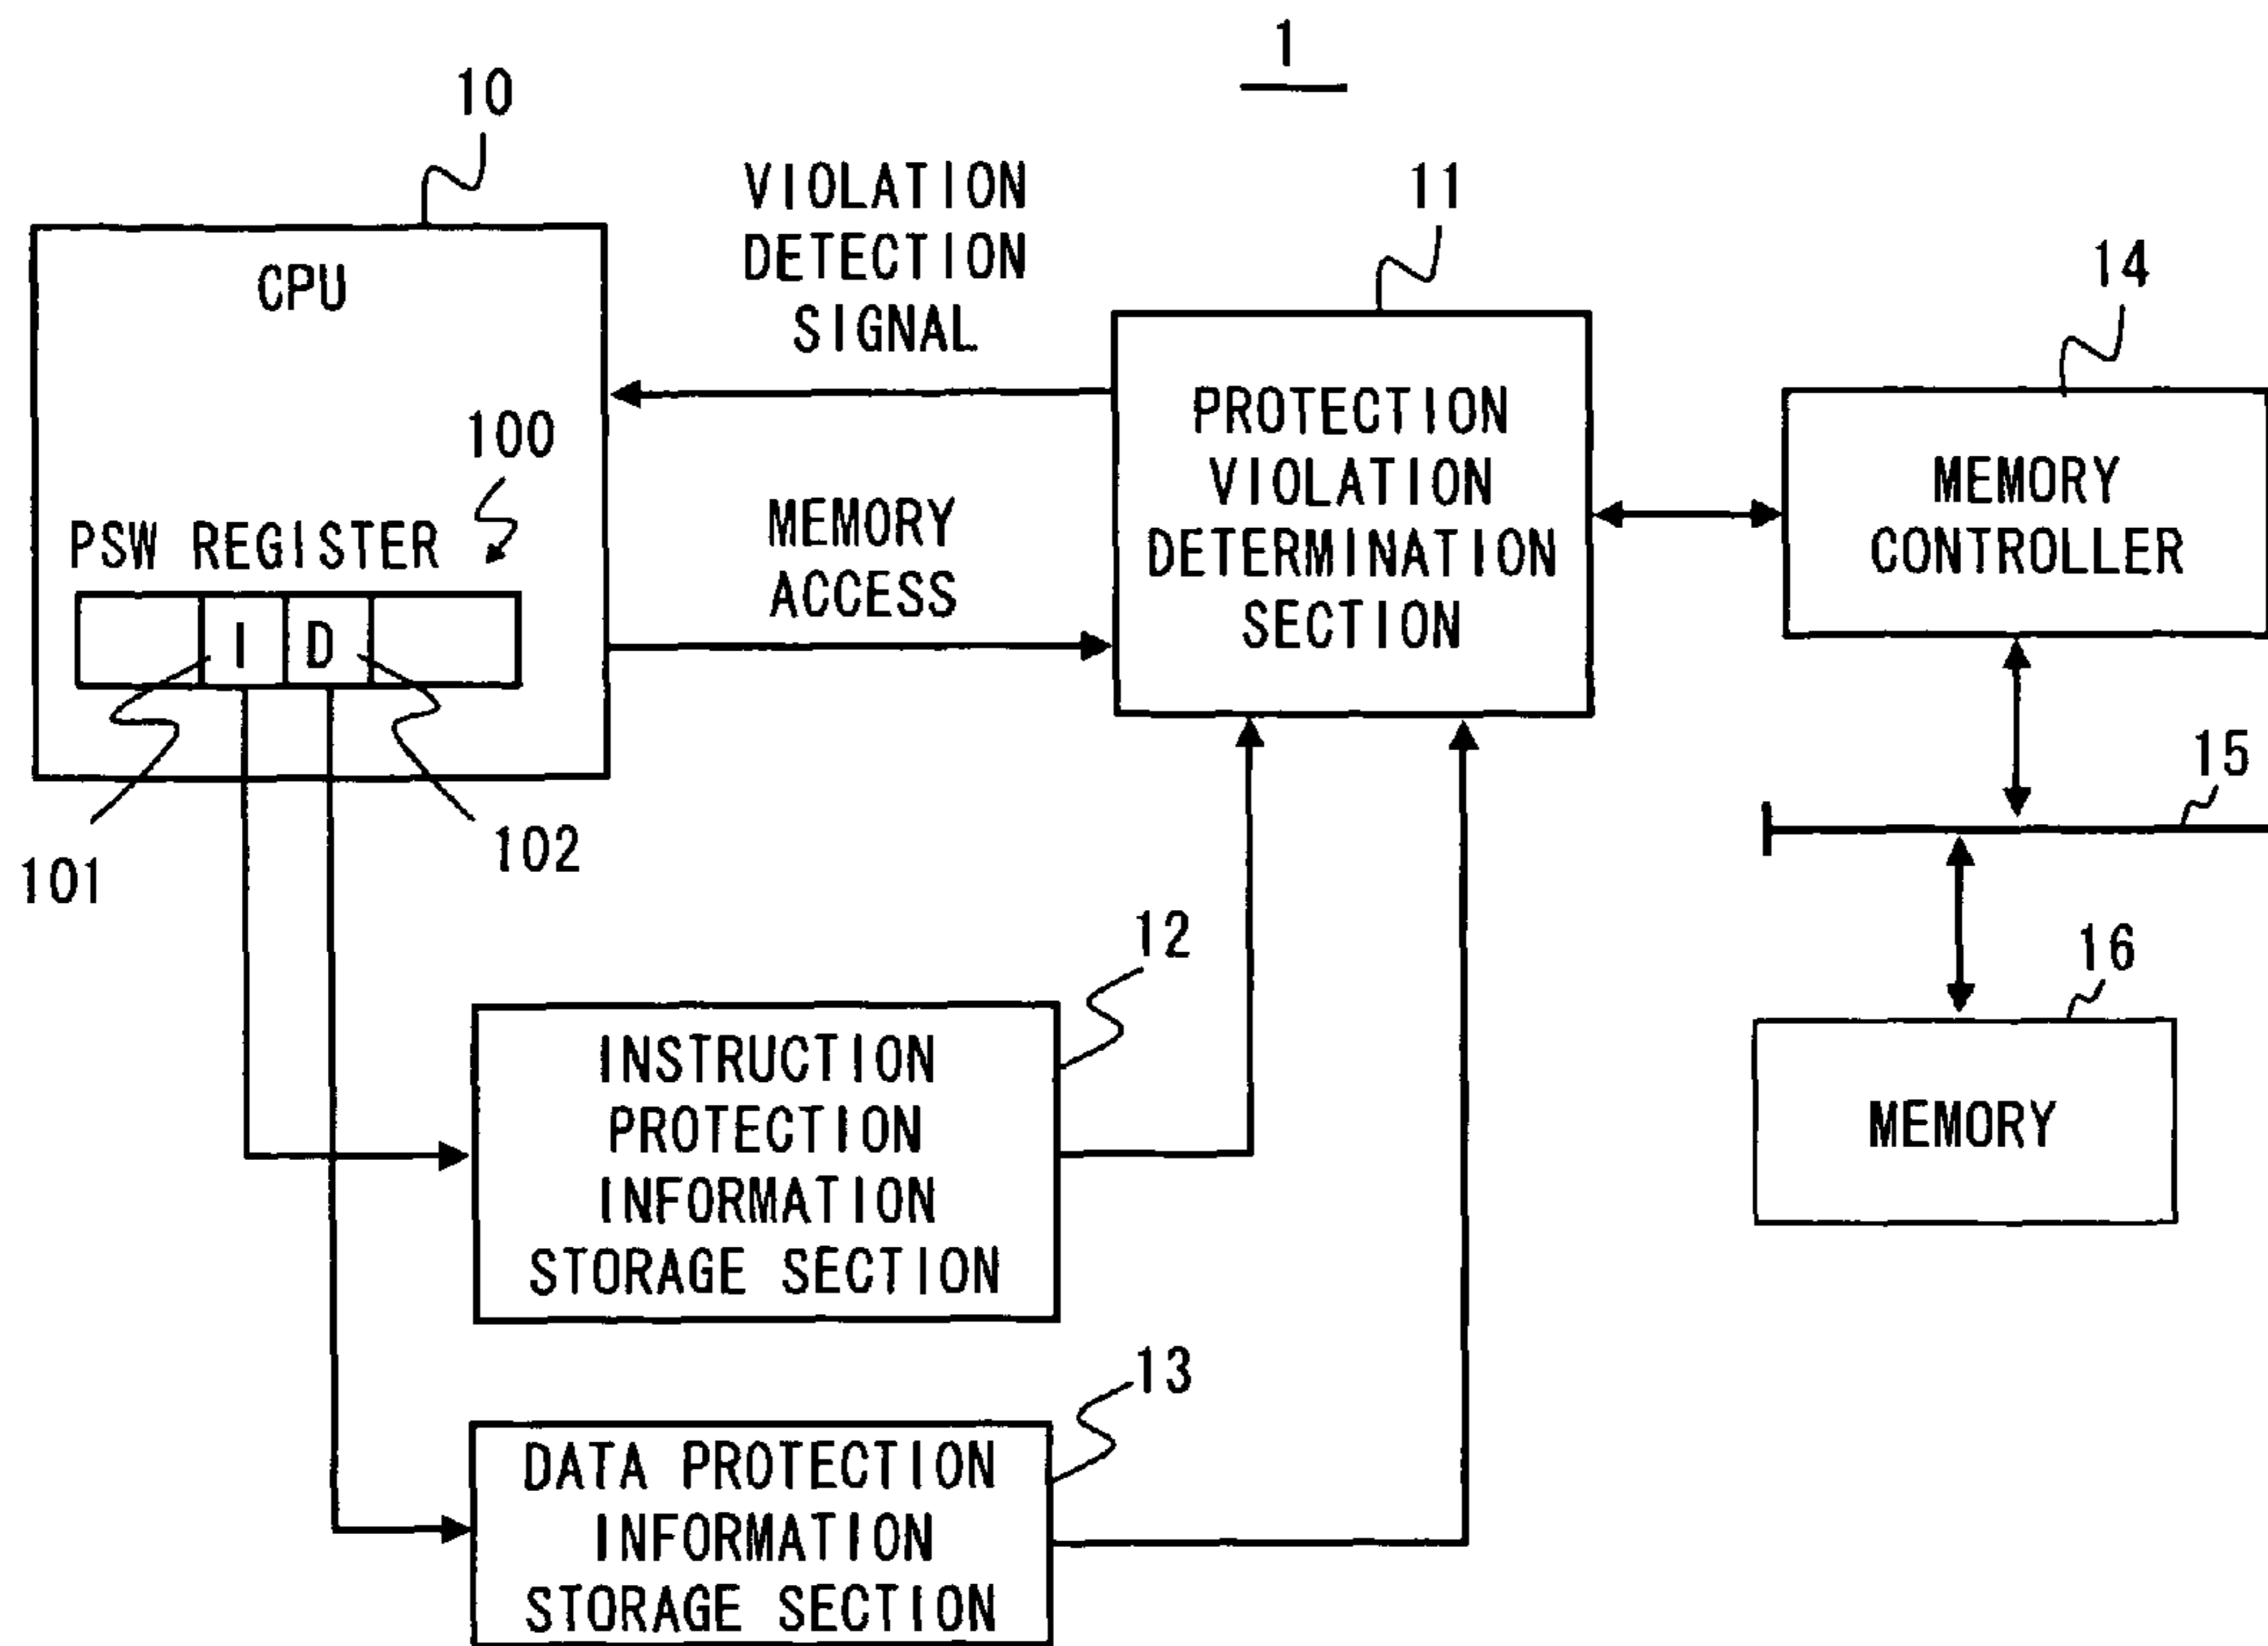 1
10
CPU
PSW REGISTER
100
I
D
101
102
VIOLATION
DETECTION
SIGNAL
MEMORY
ACCESS
11
PROTECTION
VIOLATION
DETERMINATION
SECTION
14
MEMORY
CONTROLLER
15
16
MEMORY
12
INSTRUCTION
PROTECTION
INFORMATION
STORAGE SECTION
13
DATA PROTECTION
INFORMATION
STORAGE SECTION